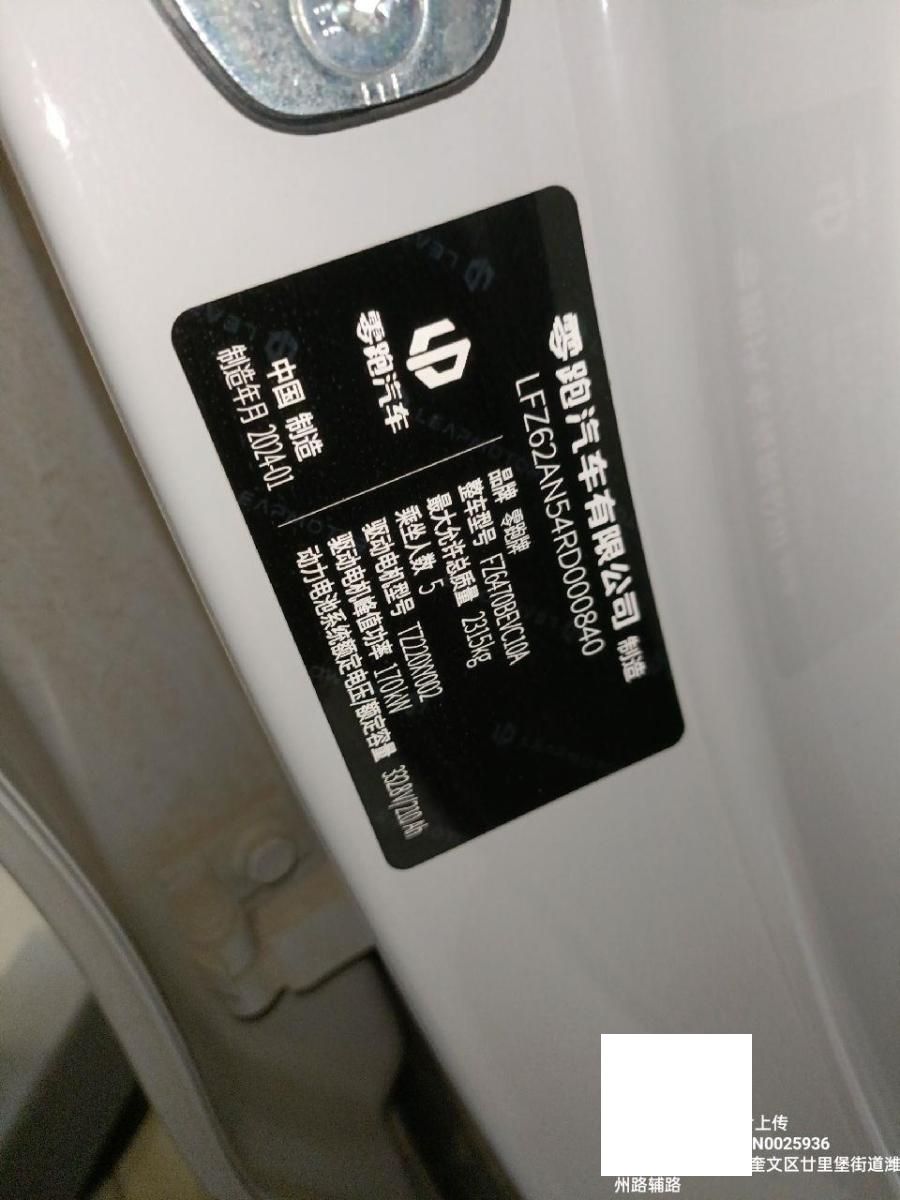 零跑汽车有限公司 制造
LFZ62AN54RD000840
品牌 零跑牌
整车型号 FZ6470BEVC10A
最大允许总质量 2315kg
乘坐人数 5
驱动电机型号 TZ220XY002
驱动电机峰值功率 170kW
动力电池系统额定电压/额定容量 332.8V/210Ah
零跑汽车
中国 制造
制造年月 2024-01
上传
N0025936
奎文区廿里堡街道潍
州路辅路